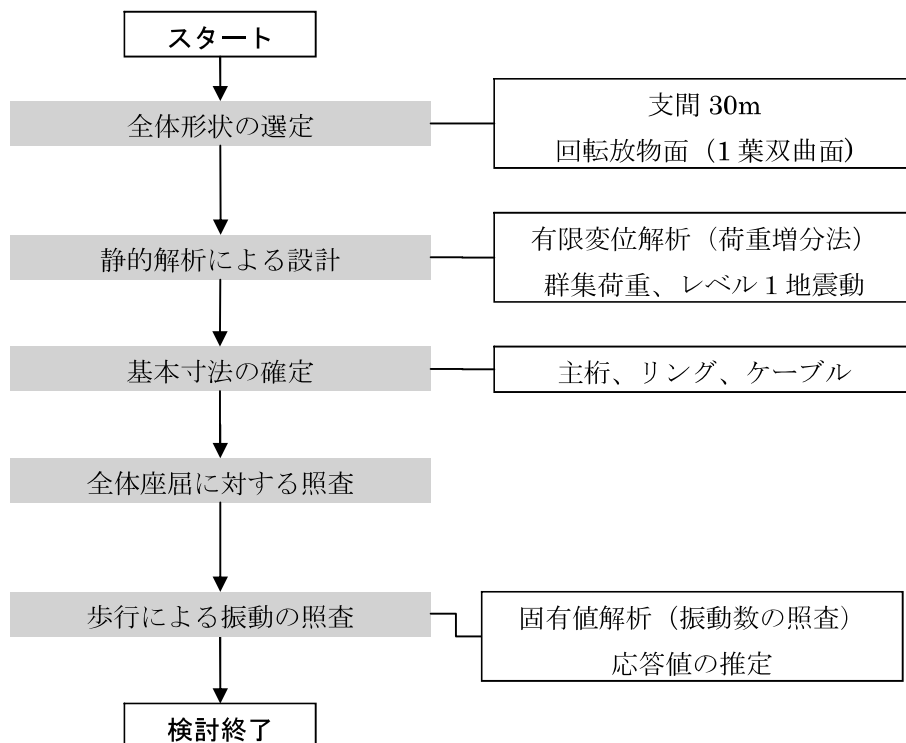 スタート
全体形状の選定
支間 30m
回転放物面（1 葉双曲面)
静的解析による設計
有限変位解析（荷重増分法）
群集荷重、レベル 1 地震動
基本寸法の確定
主桁、リング、ケーブル
全体座屈に対する照査
歩行による振動の照査
固有値解析（振動数の照査）
応答値の推定
検討終了